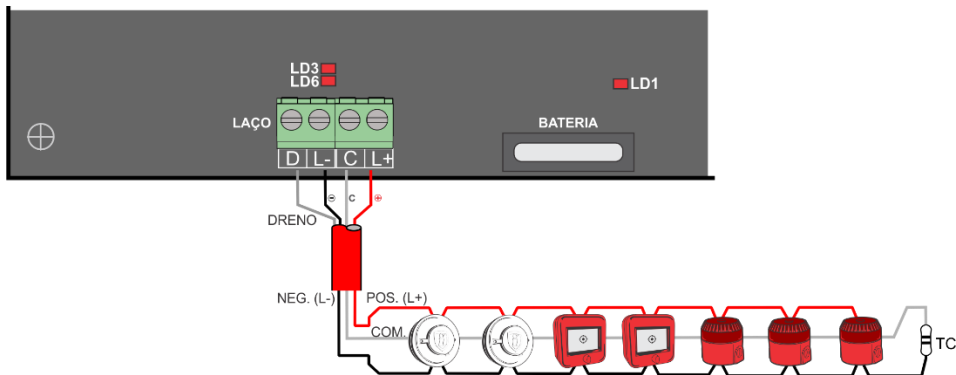 LD3
LD6
LD1
LAÇO
BATERIA
D L- C L+
⊖ C ⊕
DRENO
NEG. (L-) POS. (L+)
COM.
TC